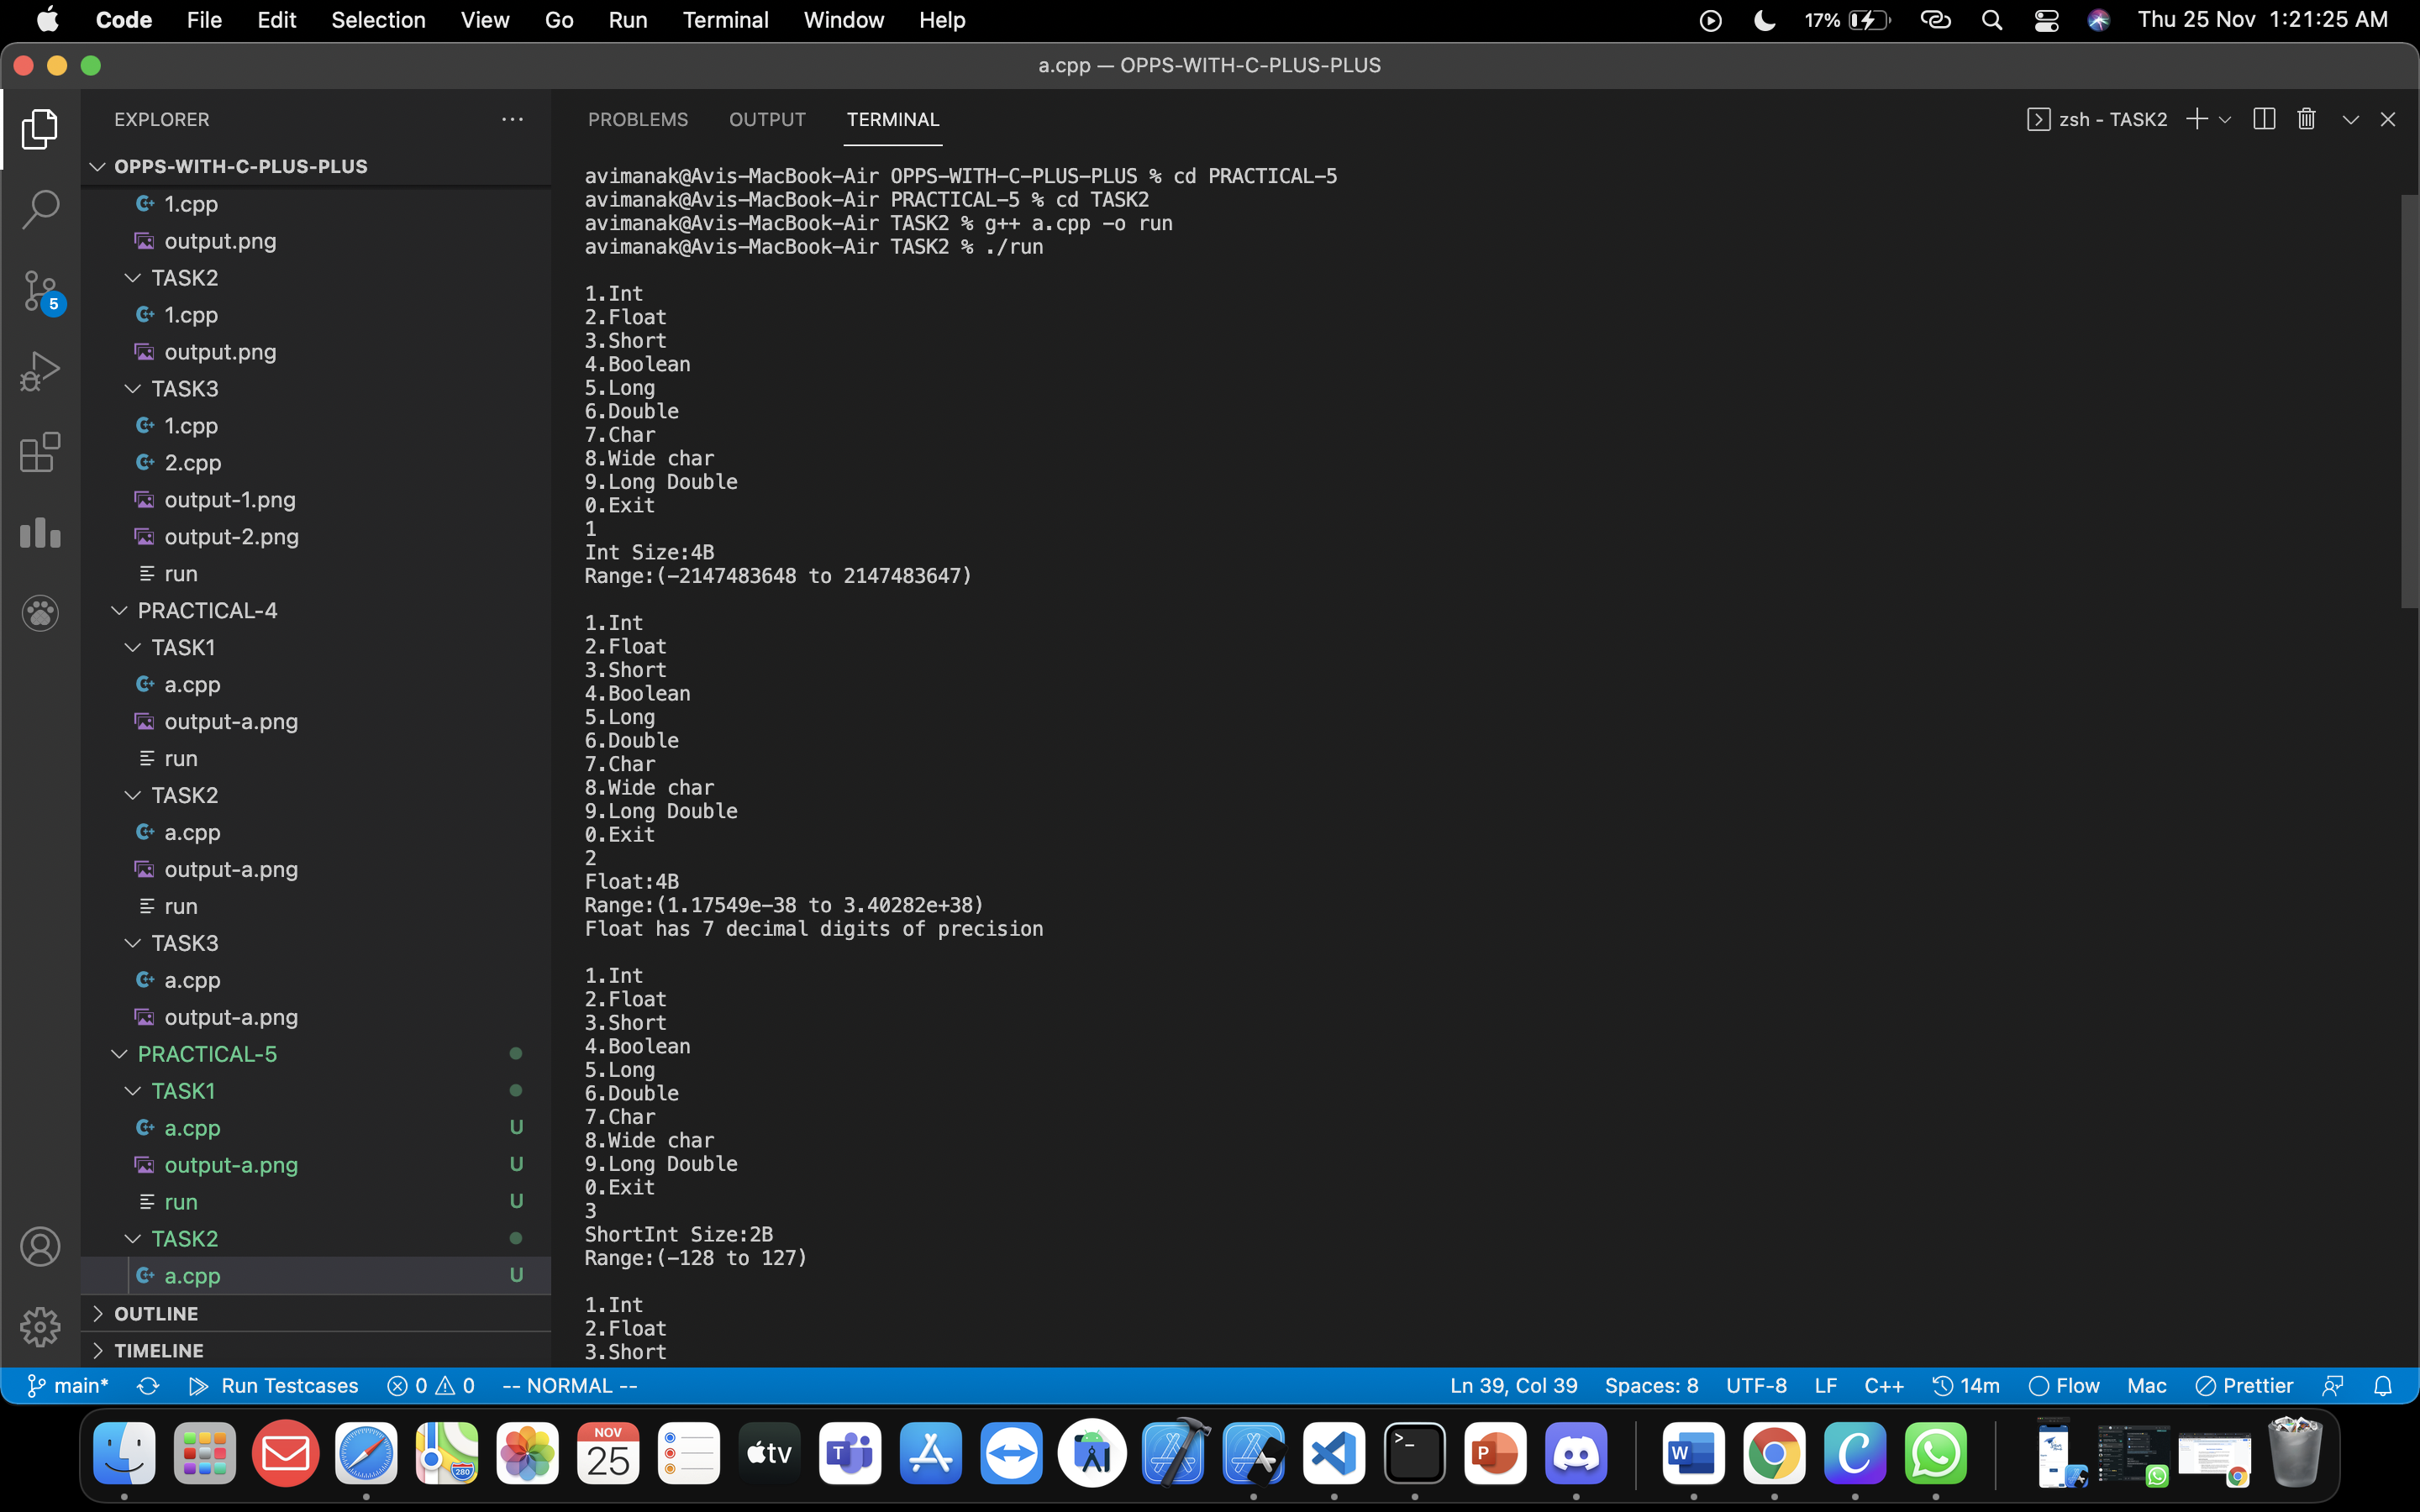 Code File Edit Selection View Go Run Terminal Window Help 17% Thu 25 Nov 1:21:25 AM
a.cpp — OPPS-WITH-C-PLUS-PLUS
EXPLORER
OPPS-WITH-C-PLUS-PLUS
1.cpp
output.png
TASK2
1.cpp
output.png
TASK3
1.cpp
2.cpp
output-1.png
output-2.png
run
PRACTICAL-4
TASK1
a.cpp
output-a.png
run
TASK2
a.cpp
output-a.png
run
TASK3
a.cpp
output-a.png
PRACTICAL-5
TASK1
a.cpp U
output-a.png U
run U
TASK2
a.cpp U
OUTLINE
TIMELINE
5
PROBLEMS OUTPUT TERMINAL zsh - TASK2
avimanak@Avis-MacBook-Air OPPS-WITH-C-PLUS-PLUS % cd PRACTICAL-5
avimanak@Avis-MacBook-Air PRACTICAL-5 % cd TASK2
avimanak@Avis-MacBook-Air TASK2 % g++ a.cpp -o run
avimanak@Avis-MacBook-Air TASK2 % ./run
1.Int
2.Float
3.Short
4.Boolean
5.Long
6.Double
7.Char
8.Wide char
9.Long Double
0.Exit
1
Int Size:4B
Range:(-2147483648 to 2147483647)
1.Int
2.Float
3.Short
4.Boolean
5.Long
6.Double
7.Char
8.Wide char
9.Long Double
0.Exit
2
Float:4B
Range:(1.17549e-38 to 3.40282e+38)
Float has 7 decimal digits of precision
1.Int
2.Float
3.Short
4.Boolean
5.Long
6.Double
7.Char
8.Wide char
9.Long Double
0.Exit
3
ShortInt Size:2B
Range:(-128 to 127)
1.Int
2.Float
3.Short
main* Run Testcases 0 0 -- NORMAL -- Ln 39, Col 39 Spaces: 8 UTF-8 LF C++ 14m Flow Mac Prettier
280
NOV
25
tv
T
>_
P
W
C